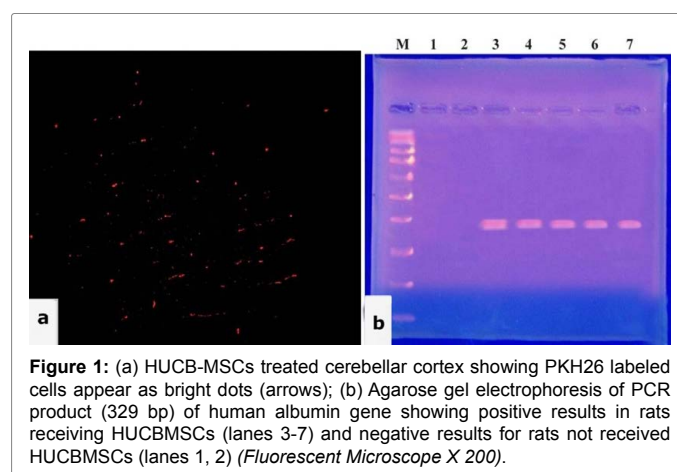 M 1 2 3 4 5 6 7
a
b
Figure 1: (a) HUCB-MSCs treated cerebellar cortex showing PKH26 labeled
cells appear as bright dots (arrows); (b) Agarose gel electrophoresis of PCR
product (329 bp) of human albumin gene showing positive results in rats
receiving HUCBMSCs (lanes 3-7) and negative results for rats not received
HUCBMSCs (lanes 1, 2) (Fluorescent Microscope X 200).